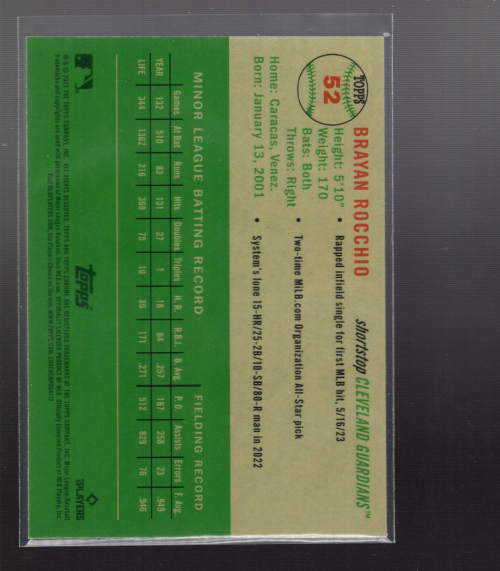 TOPPS
52
BRAYAN ROCCHIO
shortstop CLEVELAND GUARDIANS™
Height: 5'10"
Weight: 170
Bats: Both
Throws: Right
Home: Caracas, Venez.
Born: January 13, 2001
• Rapped infield single for first MLB hit, 5/16/23
• Two-time MiLB.com Organization All-Star pick
• System's lone 15-HR/25-2B/10-SB/80-R man in 2022
MINOR LEAGUE BATTING RECORD
FIELDING RECORD
Games At Bat Runs Hits Doubles Triples H. R. R.B.I. B. Avg. P. O. Assists Errors F. Avg.
YEAR 132 510 83 131 27 1 18 64 .257 167 258 23 .949
LIFE 344 1362 216 369 75 10 39 171 .271 512 829 76 .946
topps
PLAYERS